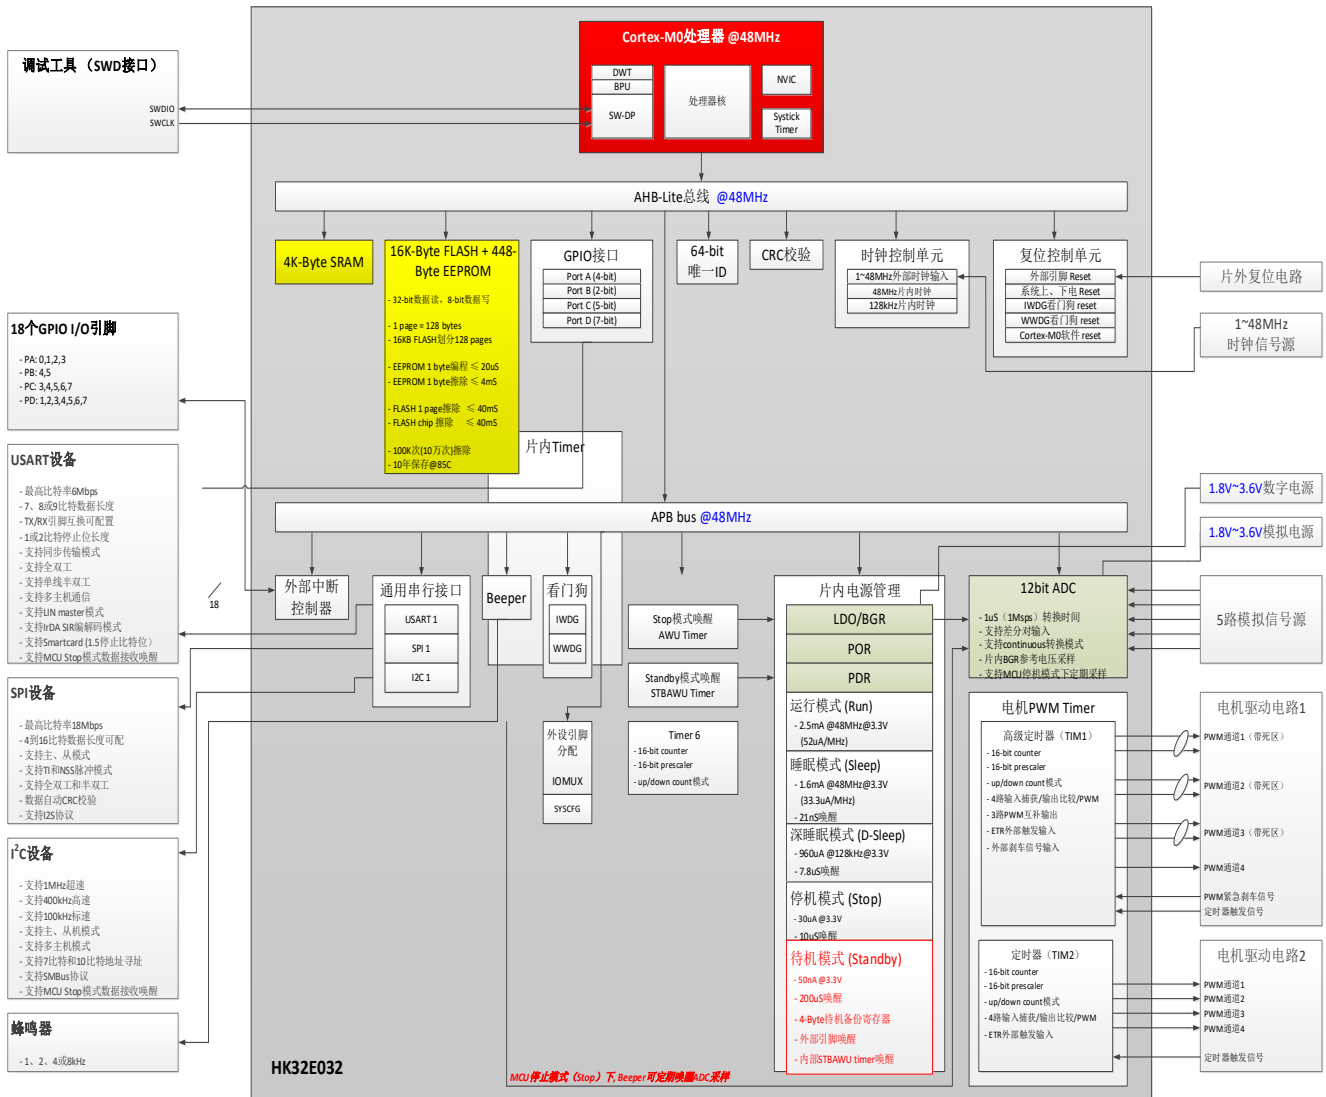 Cortex-M0处理器 @48MHz
DWT
BPU
SW-DP
处理器核
NVIC
Systick
Timer
调试工具 （SWD接口）
SWDIO
SWCLK
AHB-Lite总线 @48MHz
4K-Byte SRAM
16K-Byte FLASH + 448-
Byte EEPROM
- 32-bit数据读，8-bit数据写
- 1 page = 128 bytes
- 16KB FLASH划分128 pages
- EEPROM 1 byte编程 ≤ 20uS
- EEPROM 1 byte擦除 ≤ 4mS
- FLASH 1 page擦除 ≤ 40mS
- FLASH chip 擦除 ≤ 40mS
- 100K次(10万次)擦除
- 10年保存@85C
GPIO接口
Port A (4-bit)
Port B (2-bit)
Port C (5-bit)
Port D (7-bit)
64-bit
唯一ID
CRC校验
时钟控制单元
1~48MHz外部时钟输入
48MHz片内时钟
128kHz片内时钟
复位控制单元
外部引脚 Reset
系统上、下电 Reset
IWDG看门狗 reset
WWDG看门狗 reset
Cortex-M0软件 reset
片外复位电路
1~48MHz
时钟信号源
18个GPIO I/O引脚
- PA: 0,1,2,3
- PB: 4,5
- PC: 3,4,5,6,7
- PD: 1,2,3,4,5,6,7
USART设备
- 最高比特率6Mbps
- 7、8或9比特数据长度
- TX/RX引脚互换可配置
- 1或2比特停止位长度
- 支持同步传输模式
- 支持全双工
- 支持单线半双工
- 支持多主机通信
- 支持LIN master模式
- 支持IrDA SIR编解码模式
- 支持Smartcard (1.5停止比特位）
- 支持MCU Stop模式数据接收唤醒
SPI设备
- 最高比特率18Mbps
- 4到16比特数据长度可配
- 支持主、从模式
- 支持TI和NSS脉冲模式
- 支持全双工和半双工
- 数据自动CRC校验
- 支持I2S协议
I²C设备
- 支持1MHz超速
- 支持400kHz高速
- 支持100kHz标速
- 支持主、从机模式
- 支持多主机模式
- 支持7比特和10比特地址寻址
- 支持SMBus协议
- 支持MCU Stop模式数据接收唤醒
蜂鸣器
- 1、2、4或8kHz
片内Timer
APB bus @48MHz
18
外部中断
控制器
通用串行接口
USART 1
SPI 1
I2C 1
Beeper
看门狗
IWDG
WWDG
外设引脚
分配
IOMUX
SYSCFG
Stop模式唤醒
AWU Timer
Standby模式唤醒
STBAWU Timer
Timer 6
- 16-bit counter
- 16-bit prescaler
- up/down count模式
片内电源管理
LDO/BGR
POR
PDR
运行模式 (Run)
- 2.5mA @48MHz@3.3V
(52uA/MHz)
睡眠模式 (Sleep)
- 1.6mA @48MHz@3.3V
(33.3uA/MHz)
- 21nS唤醒
深睡眠模式 (D-Sleep)
- 960uA @128kHz@3.3V
- 7.8uS唤醒
停机模式 (Stop)
- 30uA @3.3V
- 10uS唤醒
待机模式 (Standby)
- 50nA @3.3V
- 200uS唤醒
- 4-Byte待机备份寄存器
- 外部引脚唤醒
- 内部STBAWU timer唤醒
12bit ADC
- 1uS（1Msps）转换时间
- 支持差分对输入
- 支持continuous转换模式
- 片内BGR参考电压采样
- 支持MCU停机模式下定期采样
电机PWM Timer
高级定时器（TIM1）
- 16-bit counter
- 16-bit prescaler
- up/down count模式
- 4路输入捕获/输出比较/PWM
- 3路PWM互补输出
- ETR外部触发输入
- 外部刹车信号输入
定时器（TIM2）
- 16-bit counter
- 16-bit prescaler
- up/down count模式
- 4路输入捕获/输出比较/PWM
- ETR外部触发输入
1.8V~3.6V数字电源
1.8V~3.6V模拟电源
5路模拟信号源
电机驱动电路1
PWM通道1（带死区）
PWM通道2（带死区）
PWM通道3（带死区）
PWM通道4
PWM紧急刹车信号
定时器触发信号
电机驱动电路2
PWM通道1
PWM通道2
PWM通道3
PWM通道4
定时器触发信号
HK32E032
MCU停止模式（Stop）下, Beeper可定期唤醒ADC采样